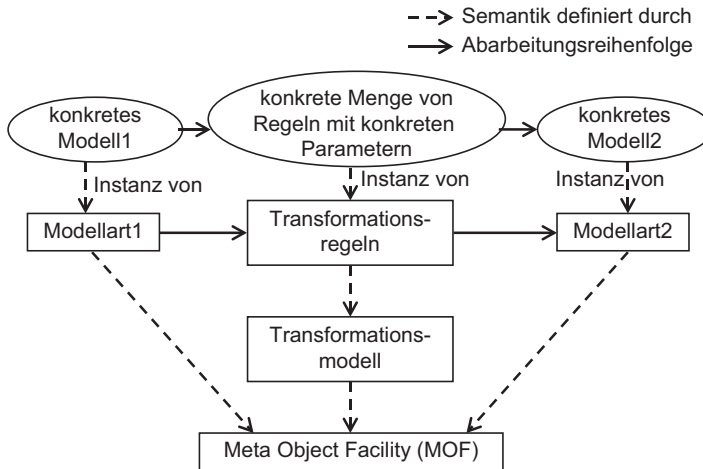 Semantik definiert durch
Abarbeitungsreihenfolge
konkretes
Modell1
konkrete Menge von
Regeln mit konkreten
Parametern
konkretes
Modell2
Instanz von
Instanz von
Instanz von
Modellart1
Transformations-
regeln
Modellart2
Transformations-
modell
Meta Object Facility (MOF)